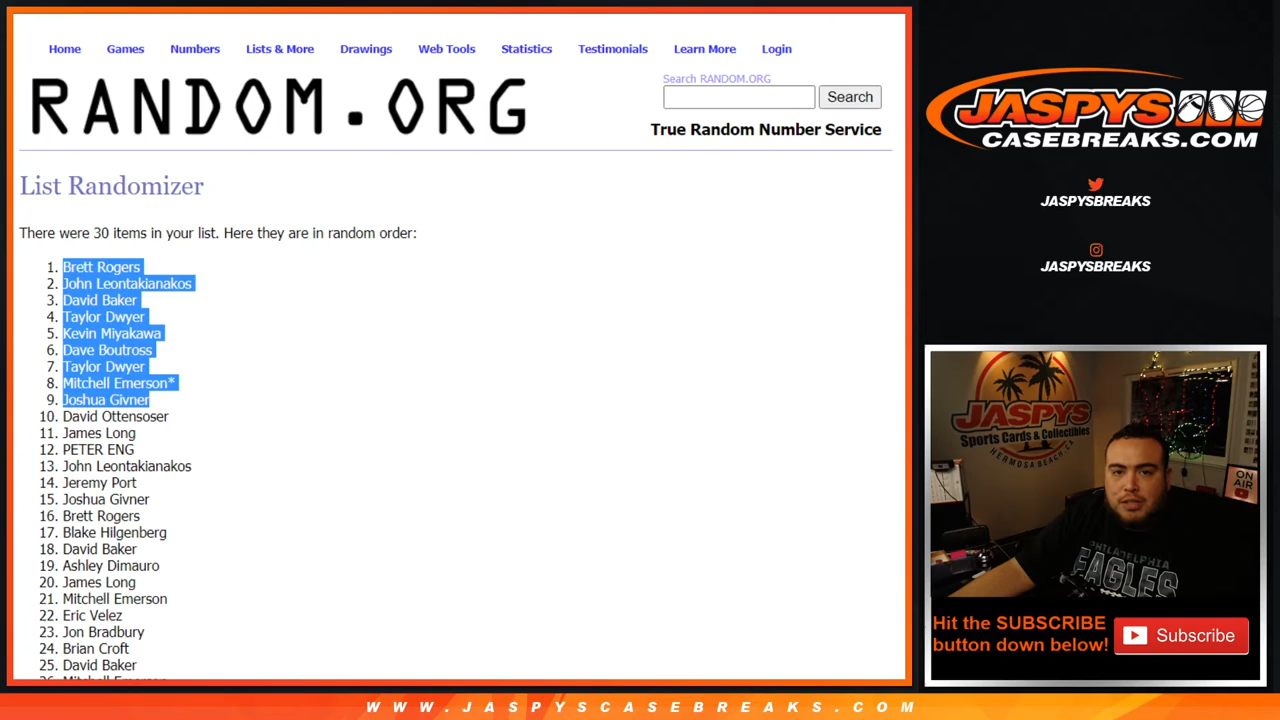 Home Games Numbers Lists & More Drawings Web Tools Statistics Testimonials Learn More Login
RANDOM.ORG
Search RANDOM.ORG
Search
True Random Number Service
List Randomizer
There were 30 items in your list. Here they are in random order:
1. Brett Rogers
2. John Leontakianakos
3. David Baker
4. Taylor Dwyer
5. Kevin Miyakawa
6. Dave Boutross
7. Taylor Dwyer
8. Mitchell Emerson*
9. Joshua Givner
10. David Ottensoser
11. James Long
12. PETER ENG
13. John Leontakianakos
14. Jeremy Port
15. Joshua Givner
16. Brett Rogers
17. Blake Hilgenberg
18. David Baker
19. Ashley Dimauro
20. James Long
21. Mitchell Emerson
22. Eric Velez
23. Jon Bradbury
24. Brian Croft
25. David Baker
JASPYS
CASEBREAKS.COM
JASPYSBREAKS
JASPYSBREAKS
JASPYS
Sports Cards & Collectibles
HERMOSA BEACH, CA
ON
AIR
PHILADELPHIA
EAGLES
Hit the SUBSCRIBE
button down below!
Subscribe
WWW.JASPYSCASEBREAKS.COM